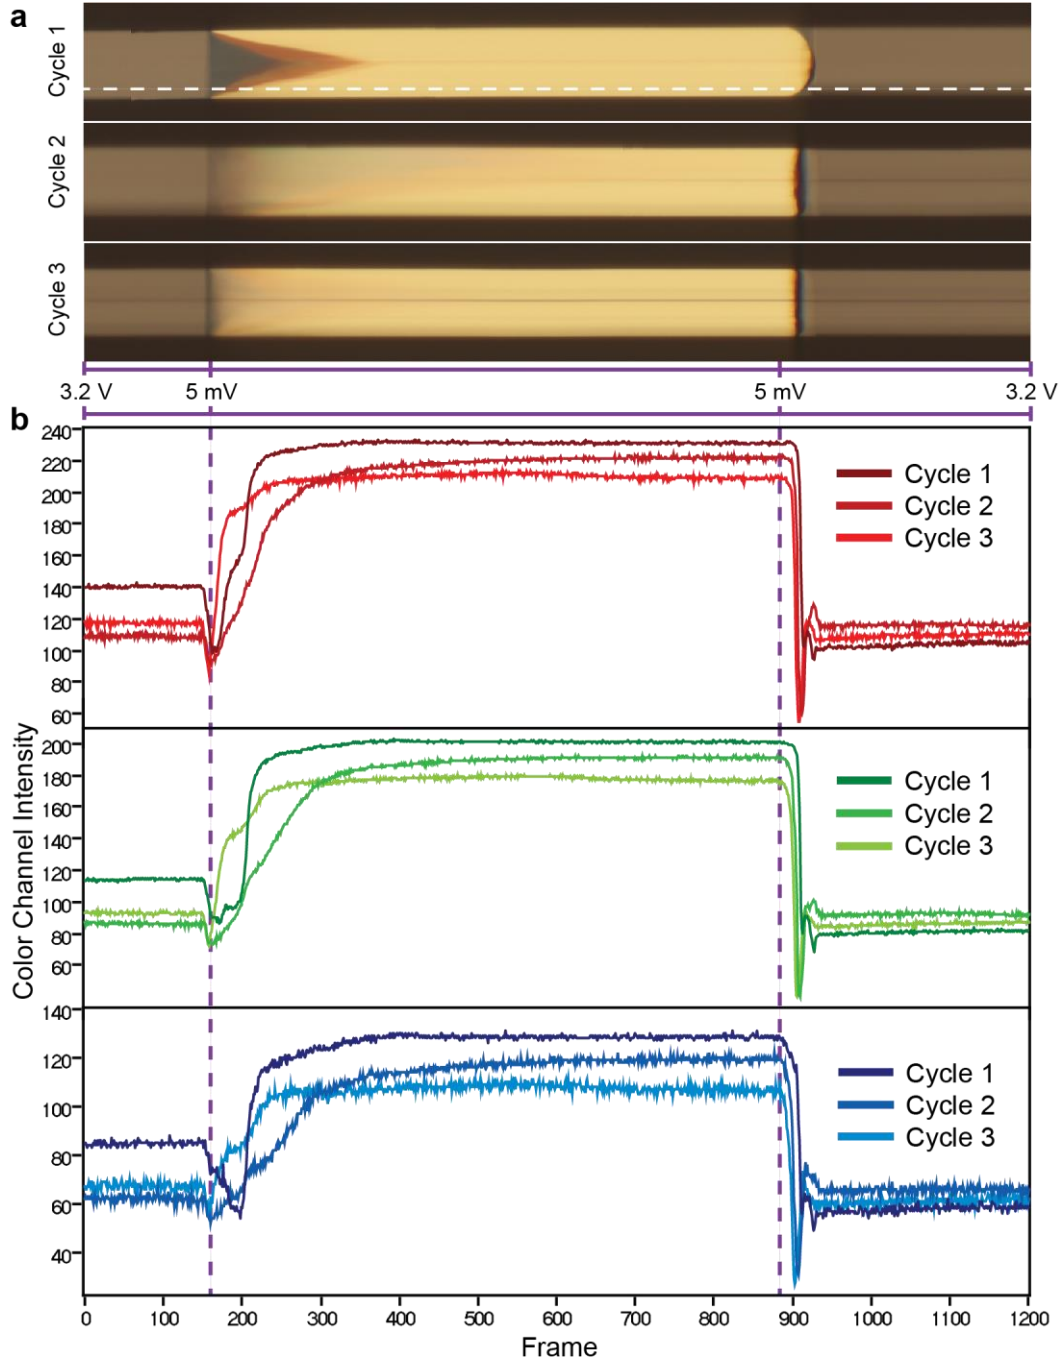 a
Cycle 1
Cycle 2
Cycle 3
3.2 V 5 mV 5 mV 3.2 V
b
Color Channel Intensity
240
220
200
180
160
140
120
100
80
60
Cycle 1
Cycle 2
Cycle 3
200
180
160
140
120
100
80
60
Cycle 1
Cycle 2
Cycle 3
140
120
100
80
60
40
Cycle 1
Cycle 2
Cycle 3
0 100 200 300 400 500 600 700 800 900 1000 1100 1200
Frame